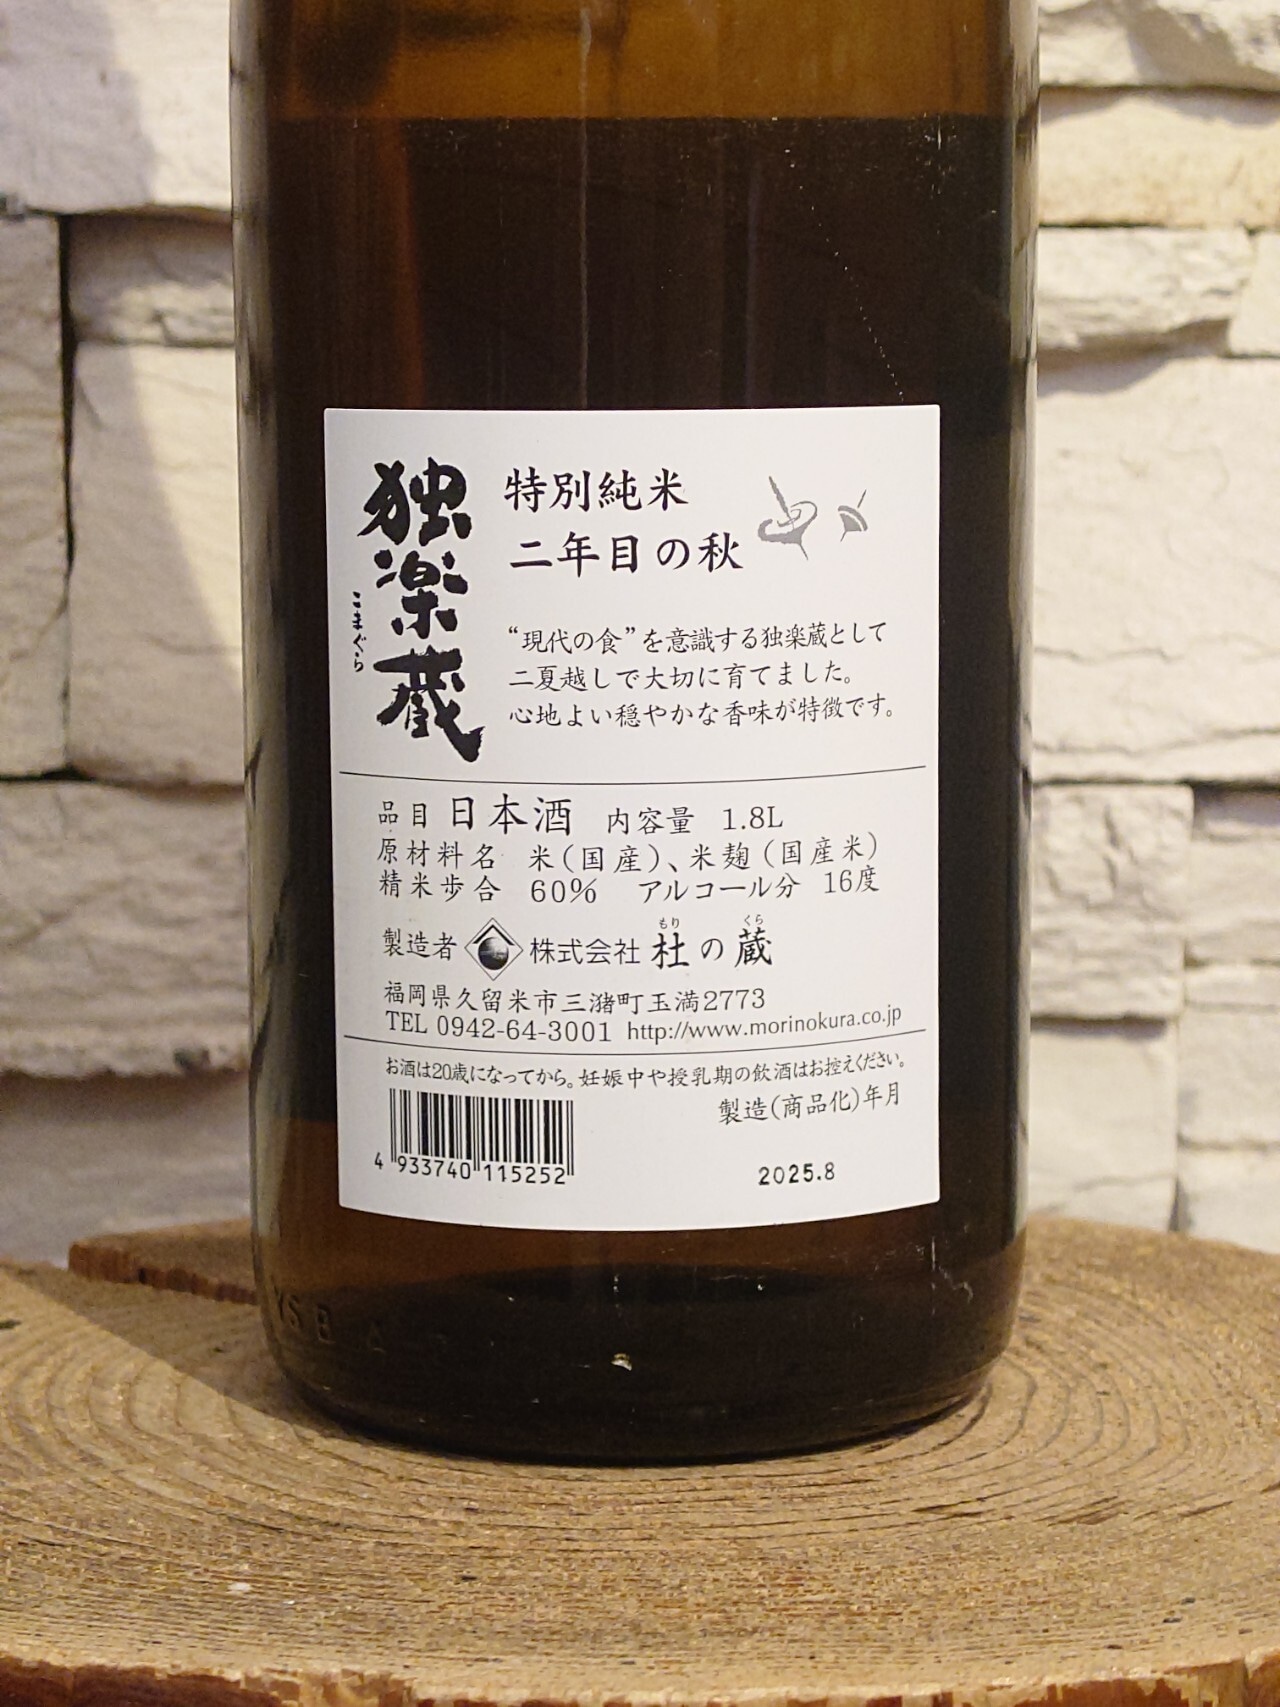 独楽蔵
こまぐら
特別純米
二年目の秋
“現代の食”を意識する独楽蔵として
二夏越しで大切に育てました。
心地よい穏やかな香味が特徴です。
品目 日本酒 内容量 1.8L
原材料名 米(国産)、米麹(国産米)
精米歩合 60% アルコール分 16度
もり くら
製造者 株式会社 杜の蔵
福岡県久留米市三潴町玉満2773
TEL 0942-64-3001 http://www.morinokura.co.jp
お酒は20歳になってから。妊娠中や授乳期の飲酒はお控えください。
製造(商品化)年月
4 933740 115252
2025.8